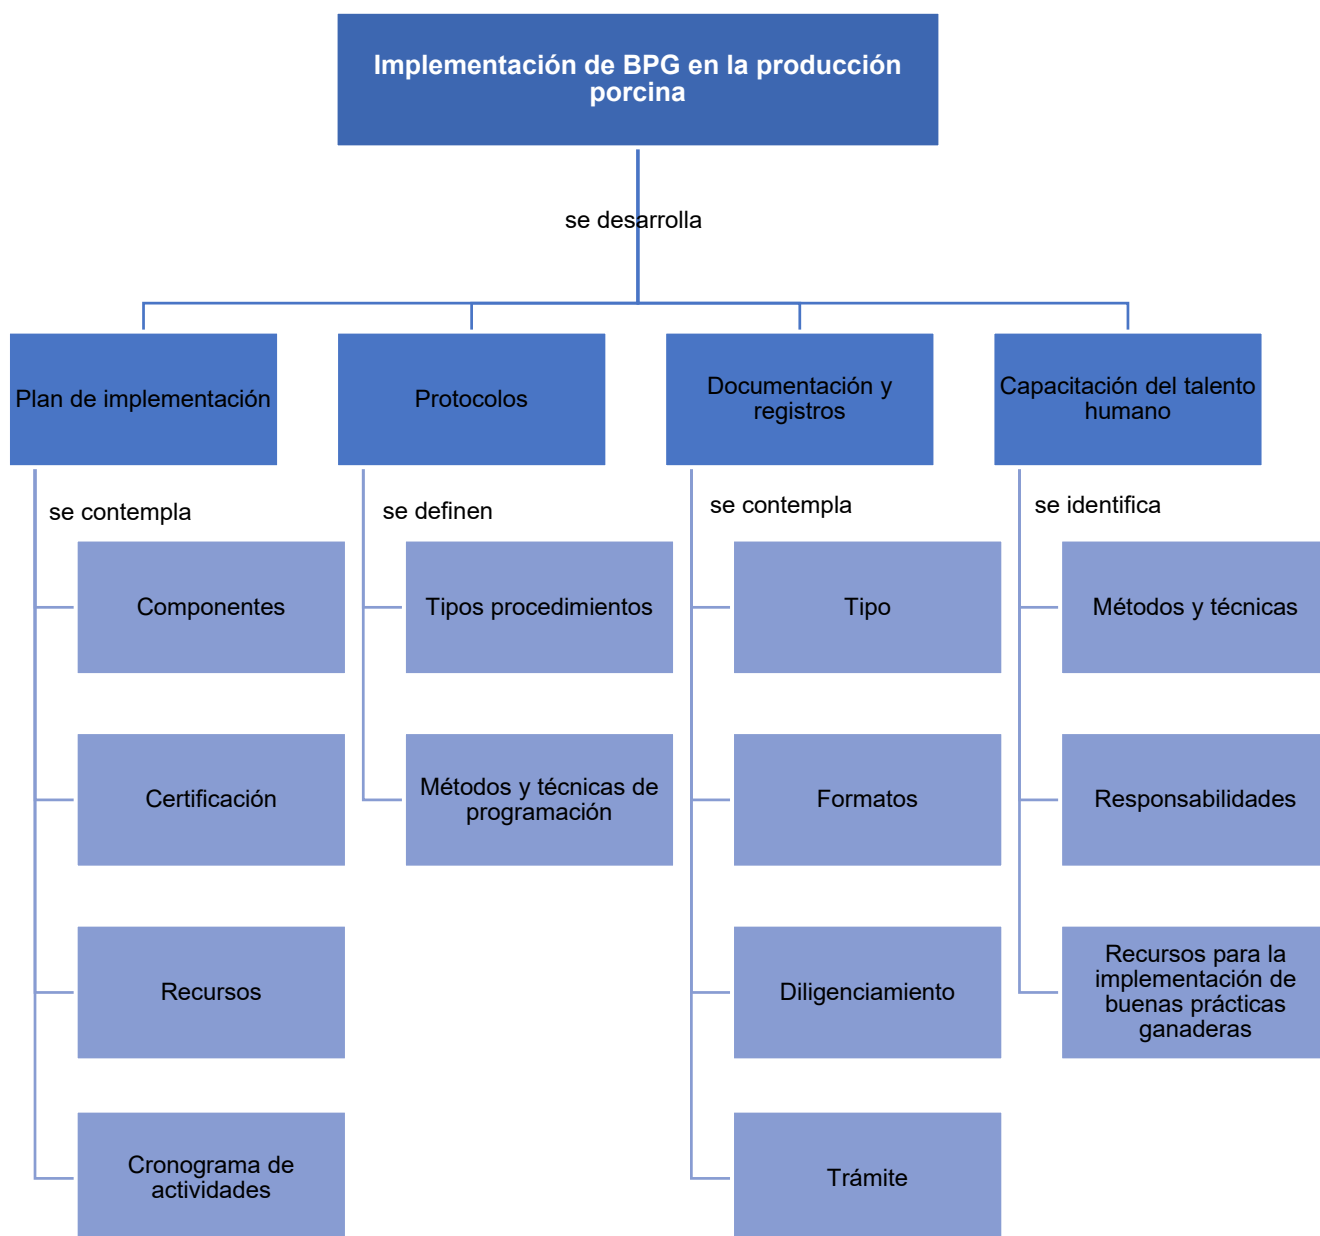 Implementación de BPG en la producción
porcina
se desarrolla
Plan de implementación
Protocolos
Documentación y
registros
Capacitación del talento
humano
se contempla
se definen
se contempla
se identifica
Componentes
Tipos procedimientos
Tipo
Métodos y técnicas
Certificación
Métodos y técnicas de
programación
Formatos
Responsabilidades
Recursos
Diligenciamiento
Recursos para la
implementación de
buenas prácticas
ganaderas
Cronograma de
actividades
Trámite